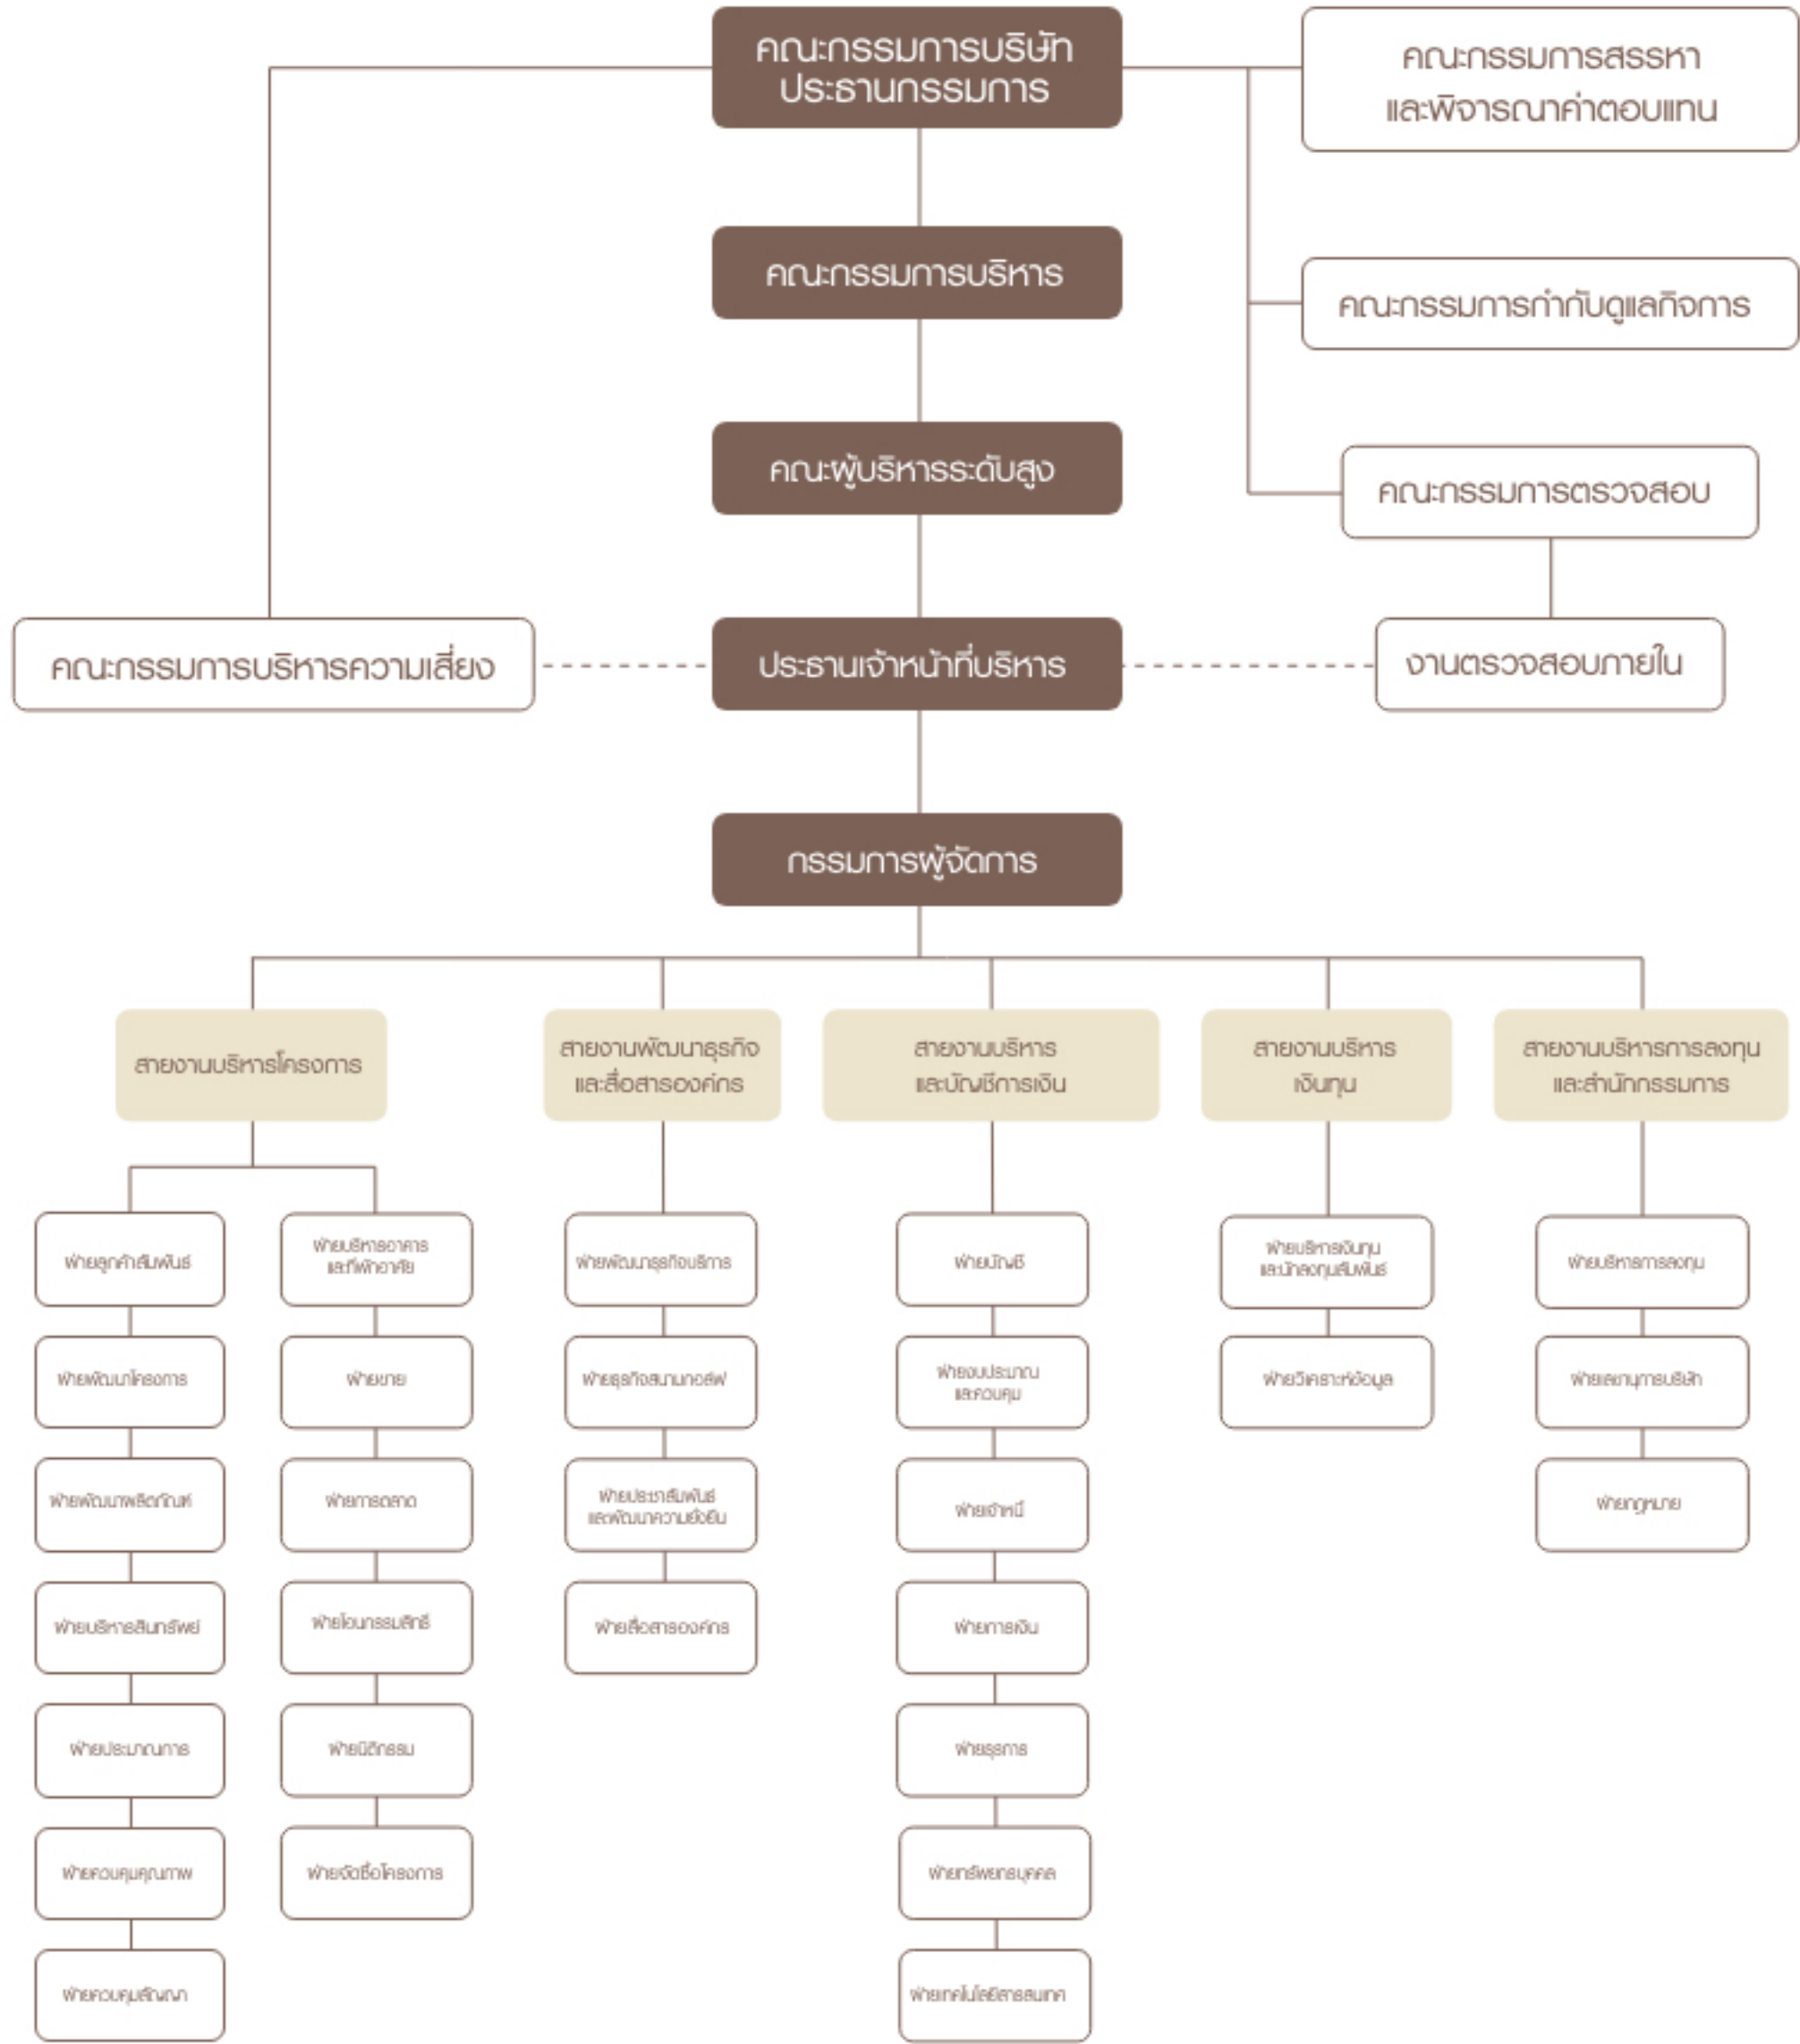 คณะกรรมการบริษัท
ประธานกรรมการ
คณะกรรมการสรรหา
และพิจารณาค่าตอบแทน
คณะกรรมการบริหาร
คณะกรรมการกำกับดูแลกิจการ
คณะผู้บริหารระดับสูง
คณะกรรมการตรวจสอบ
คณะกรรมการบริหารความเสี่ยง
ประธานเจ้าหน้าที่บริหาร
งานตรวจสอบภายใน
กรรมการผู้จัดการ
สายงานบริหารโครงการ
สายงานพัฒนาธุรกิจ
และสื่อสารองค์กร
สายงานบริหาร
และบัญชีการเงิน
สายงานบริหาร
เงินทุน
สายงานบริหารการลงทุน
และสำนักกรรมการ
ฝ่ายลูกค้าสัมพันธ์
ฝ่ายพัฒนาโครงการ
ฝ่ายพัฒนาผลิตภัณฑ์
ฝ่ายบริหารสินทรัพย์
ฝ่ายประมาณการ
ฝ่ายควบคุมคุณภาพ
ฝ่ายควบคุมสัญญา
ฝ่ายบริหารอาคาร
และที่พักอาศัย
ฝ่ายขาย
ฝ่ายการตลาด
ฝ่ายโอนกรรมสิทธิ์
ฝ่ายนิติกรรม
ฝ่ายจัดซื้อโครงการ
ฝ่ายพัฒนาธุรกิจบริการ
ฝ่ายธุรกิจสนามกอล์ฟ
ฝ่ายประชาสัมพันธ์
และพัฒนาความยั่งยืน
ฝ่ายสื่อสารองค์กร
ฝ่ายบัญชี
ฝ่ายงบประมาณ
และควบคุม
ฝ่ายเจ้าหนี้
ฝ่ายการเงิน
ฝ่ายธุรการ
ฝ่ายทรัพยกรบุคคล
ฝ่ายเทคโนโลยีสารสนเทศ
ฝ่ายบริหารเงินทุน
และนักลงทุนสัมพันธ์
ฝ่ายวิเคราะห์ข้อมูล
ฝ่ายบริหารการลงทุน
ฝ่ายเลขานุการบริษัท
ฝ่ายกฎหมาย